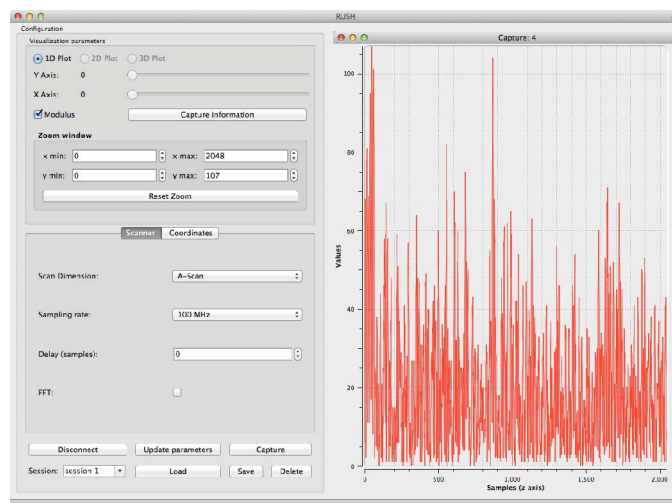 RUSH
Configuration
Visualization parameters
1D Plot 2D Plot 3D Plot
Y Axis: 0
X Axis: 0
Modulus Capture Information
Zoom window
x min: 0 x max: 2048
y min: 0 y max: 107
Reset Zoom
Scanner Coordinates
Scan Dimension: A-Scan
Sampling rate: 100 MHz
Delay (samples): 0
FFT:
Disconnect Update parameters Capture
Session: session 1 Load Save Delete
Capture: 4
100
80
60
40
20
0
Values
0 500 1,000 1,500 2,000
Samples (z axis)